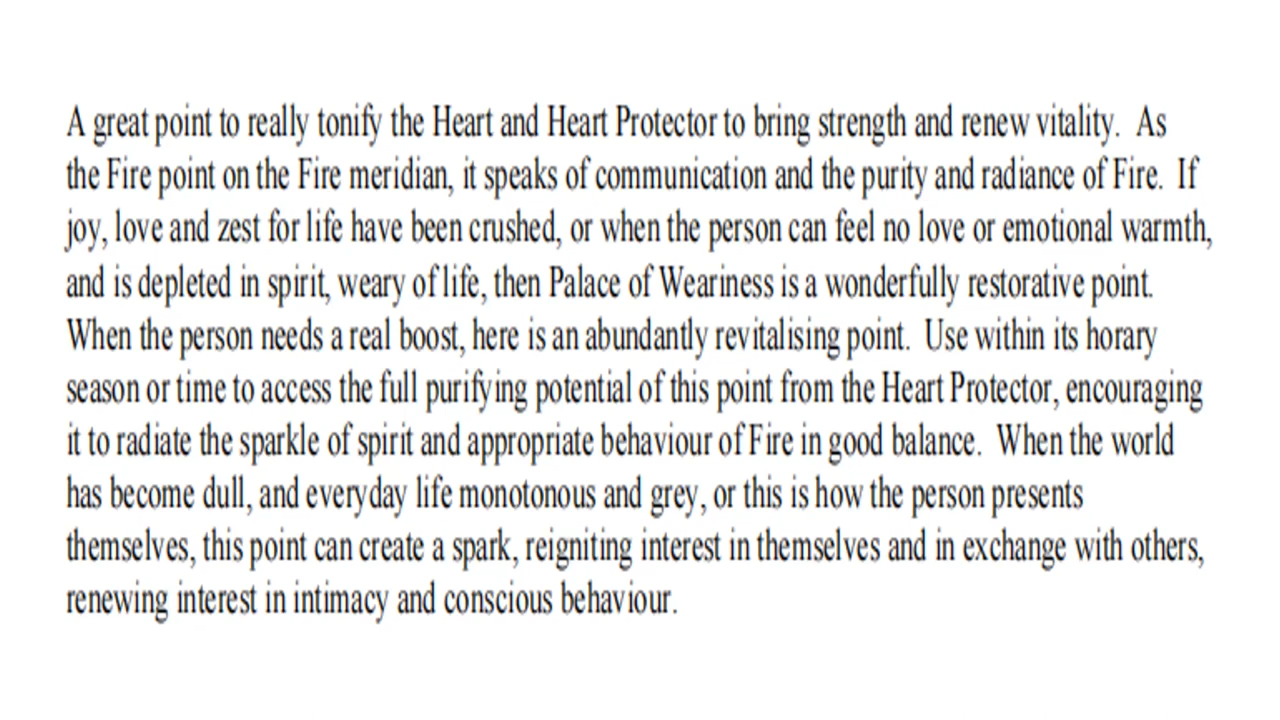 A great point to really tonify the Heart and Heart Protector to bring strength and renew vitality.  As
the Fire point on the Fire meridian, it speaks of communication and the purity and radiance of Fire.  If
joy, love and zest for life have been crushed, or when the person can feel no love or emotional warmth,
and is depleted in spirit, weary of life, then Palace of Weariness is a wonderfully restorative point.
When the person needs a real boost, here is an abundantly revitalising point.  Use within its horary
season or time to access the full purifying potential of this point from the Heart Protector, encouraging
it to radiate the sparkle of spirit and appropriate behaviour of Fire in good balance.  When the world
has become dull, and everyday life monotonous and grey, or this is how the person presents
themselves, this point can create a spark, reigniting interest in themselves and in exchange with others,
renewing interest in intimacy and conscious behaviour.